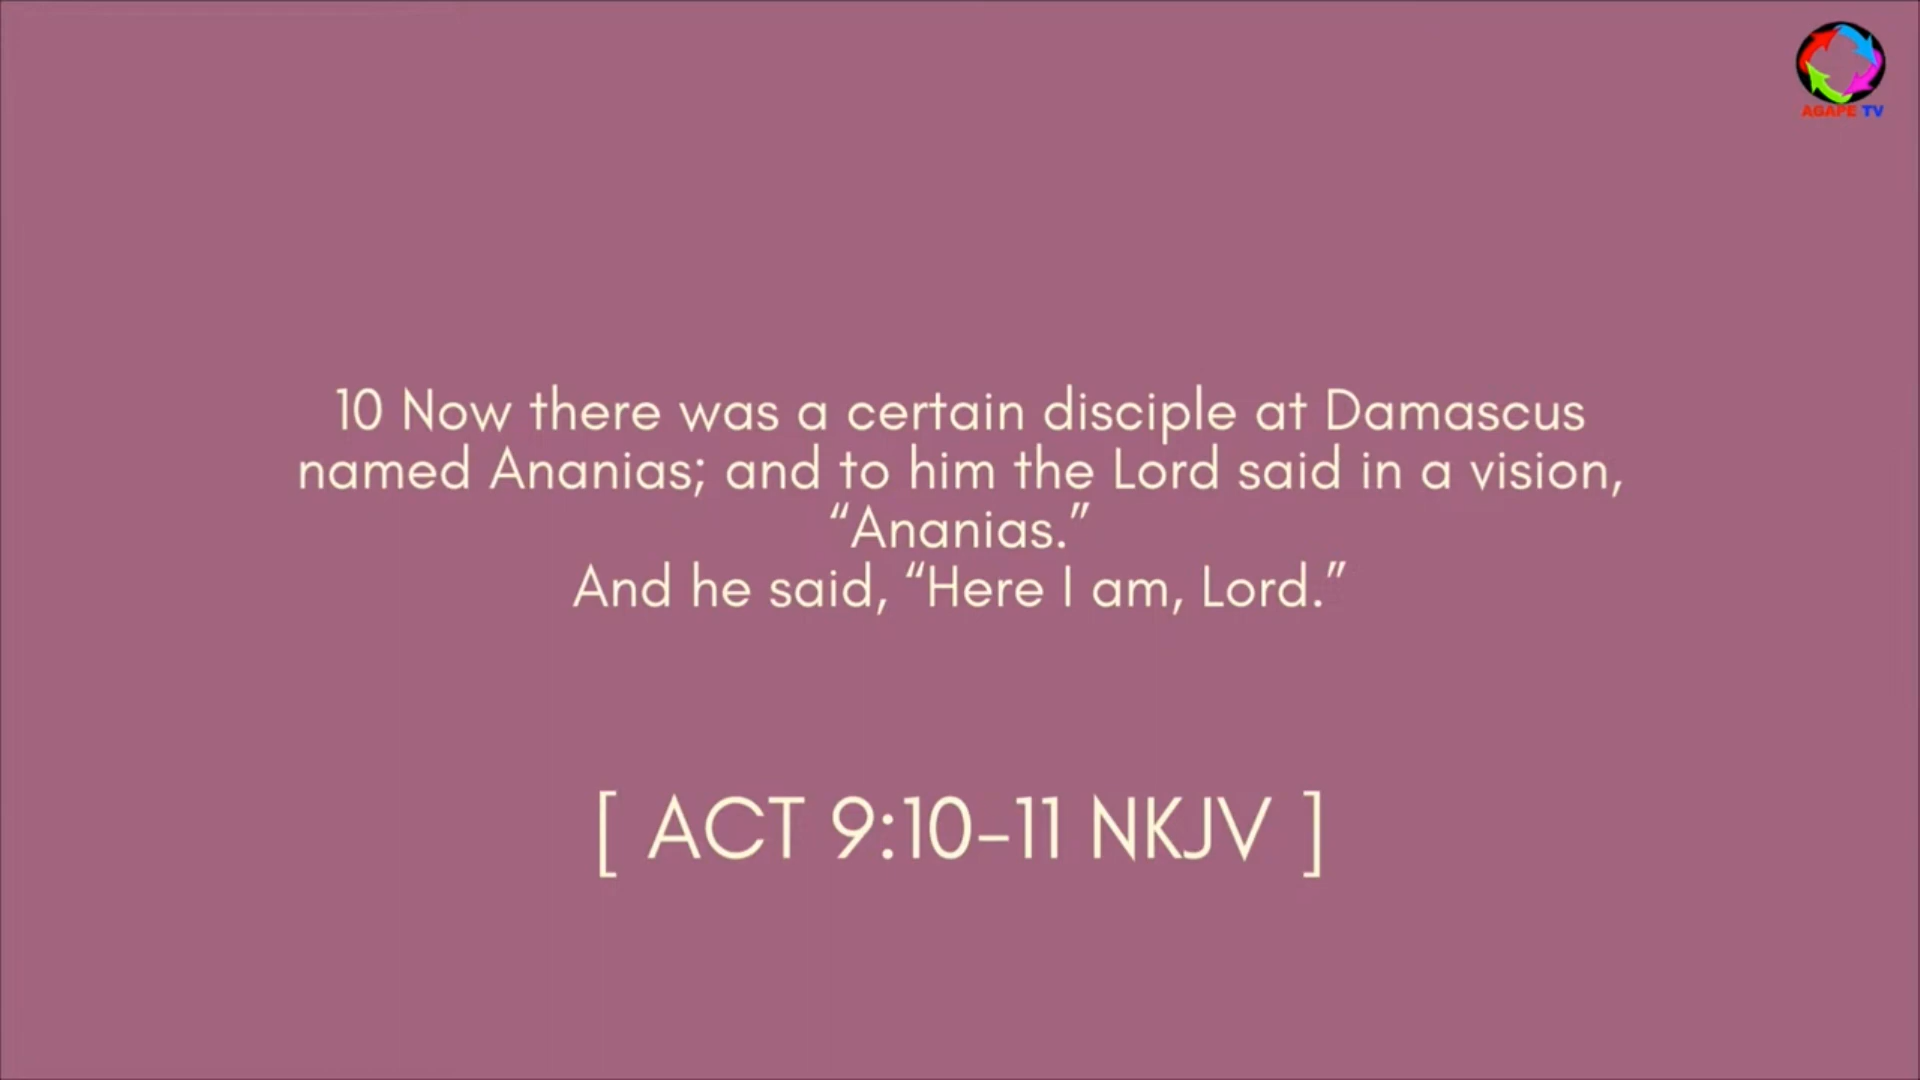 AGAPE TV
10 Now there was a certain disciple at Damascus
named Ananias; and to him the Lord said in a vision,
“Ananias.”
And he said, “Here I am, Lord.”
[ ACT 9:10–11 NKJV ]